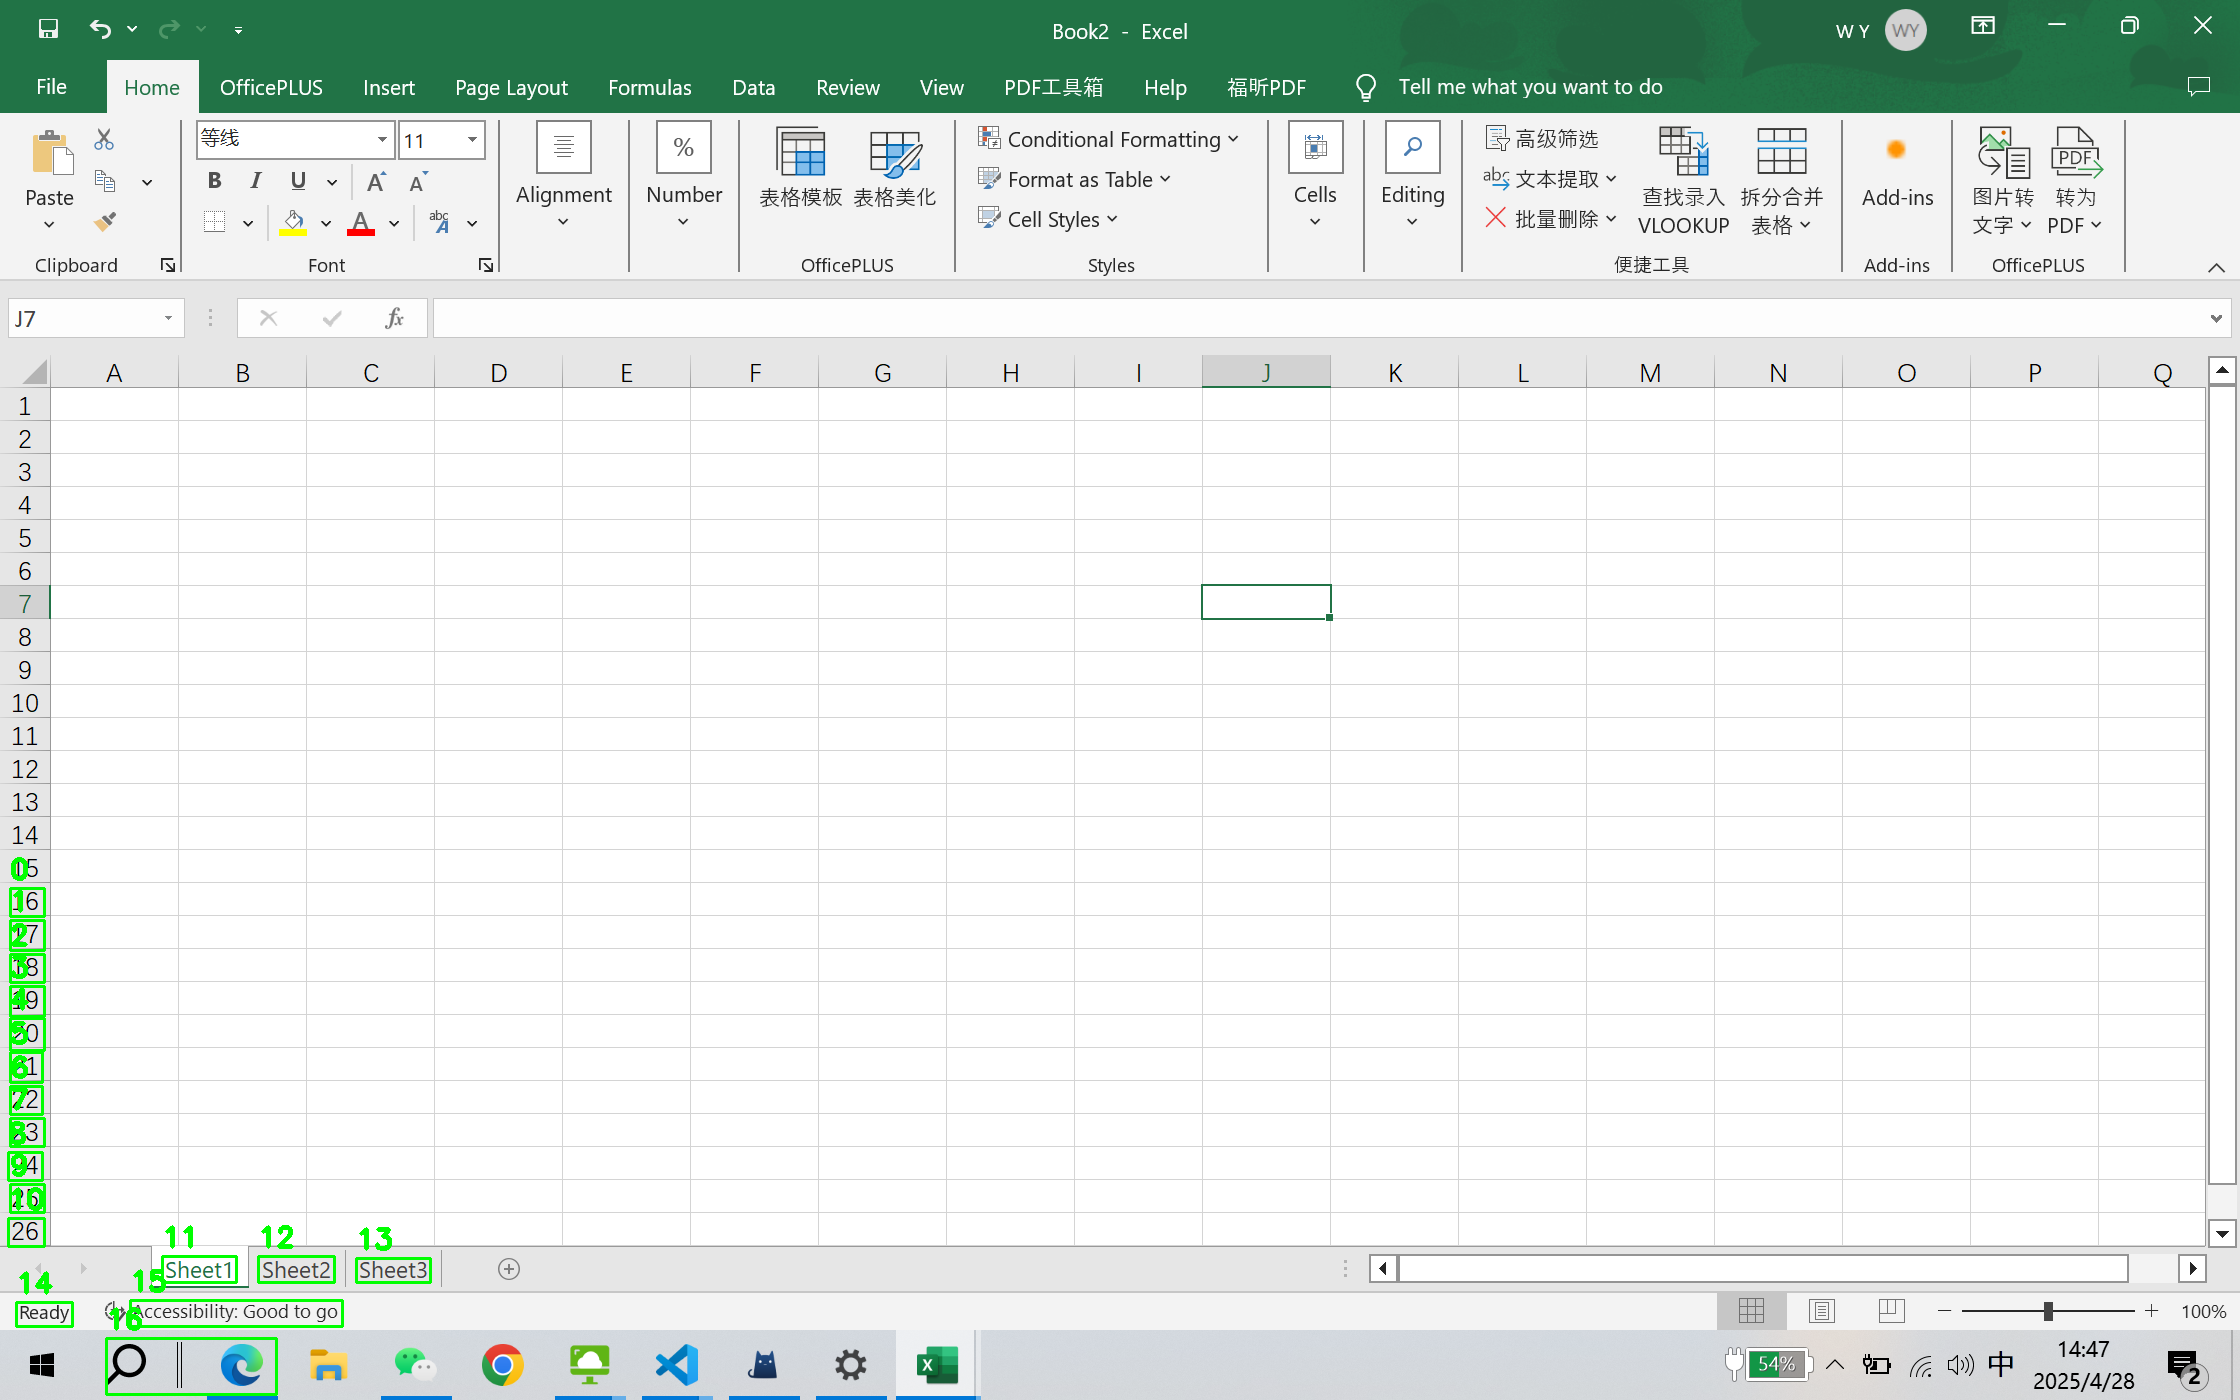 Book2 - Excel
W Y WY
File Home OfficePLUS Insert Page Layout Formulas Data Review View PDF工具箱 Help 福昕PDF Tell me what you want to do
Paste
Clipboard
等线 11
B I U A A
A abc A
Font
Alignment
% Number
表格模板 表格美化
OfficePLUS
Conditional Formatting
Format as Table
Cell Styles
Styles
Cells
Editing
高级筛选
abc 文本提取
批量删除
查找录入
VLOOKUP
拆分合并
表格
便捷工具
Add-ins
Add-ins
图片转
文字
PDF 转为
PDF
OfficePLUS
J7 fx
A B C D E F G H I J K L M N O P Q
1
2
3
4
5
6
7
8
9
10
11
12
13
14
0 15
1 16
2 17
3 18
4 19
5 20
6 21
7 22
8 23
9 24
10 25
26
11 12 13
Sheet1 Sheet2 Sheet3
14 15
Ready Accessibility: Good to go 100%
16
54% 中 14:47
2025/4/28 2